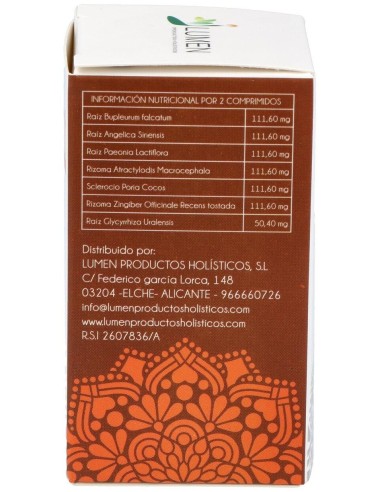 LUMEN
INFORMACIÓN NUTRICIONAL POR 2 COMPRIMIDOS
Raíz Bupleurum falcatum 111,60 mg
Raíz Angelica Sinensis 111,60 mg
Raíz Paeonia Lactiflora 111,60 mg
Rizoma Atractylodis Macrocephala 111,60 mg
Sclerocio Poria Cocos 111,60 mg
Rizoma Zingiber Officinale Recens tostada 111,60 mg
Raíz Glycyrrhiza Uralensis 50,40 mg
Distribuido por:
LUMEN PRODUCTOS HOLÍSTICOS, S.L
C/ Federico garcía Lorca, 148
03204 -ELCHE- ALICANTE - 966660726
info@lumenproductosholisticos.com
www.lumenproductosholisticos.com
R.S.I 2607836/A